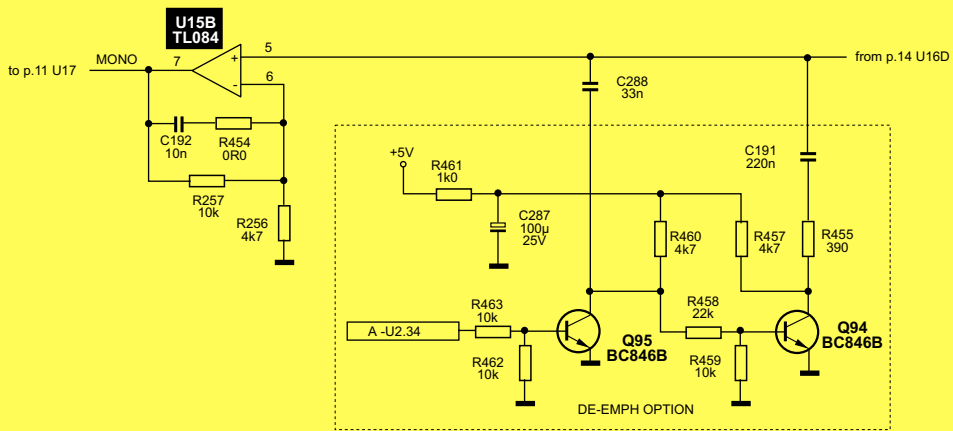 U15B
TL084
to p.11 U17
MONO
7
+
5
-
6
from p.14 U16D
C288
33n
C192
10n
R454
0R0
R257
10k
R256
4k7
+5V
R461
1k0
C287
100µ
25V
C191
220n
R460
4k7
R457
4k7
R455
390
A -U2.34
R463
10k
R462
10k
Q95
BC846B
R458
22k
R459
10k
Q94
BC846B
DE-EMPH OPTION